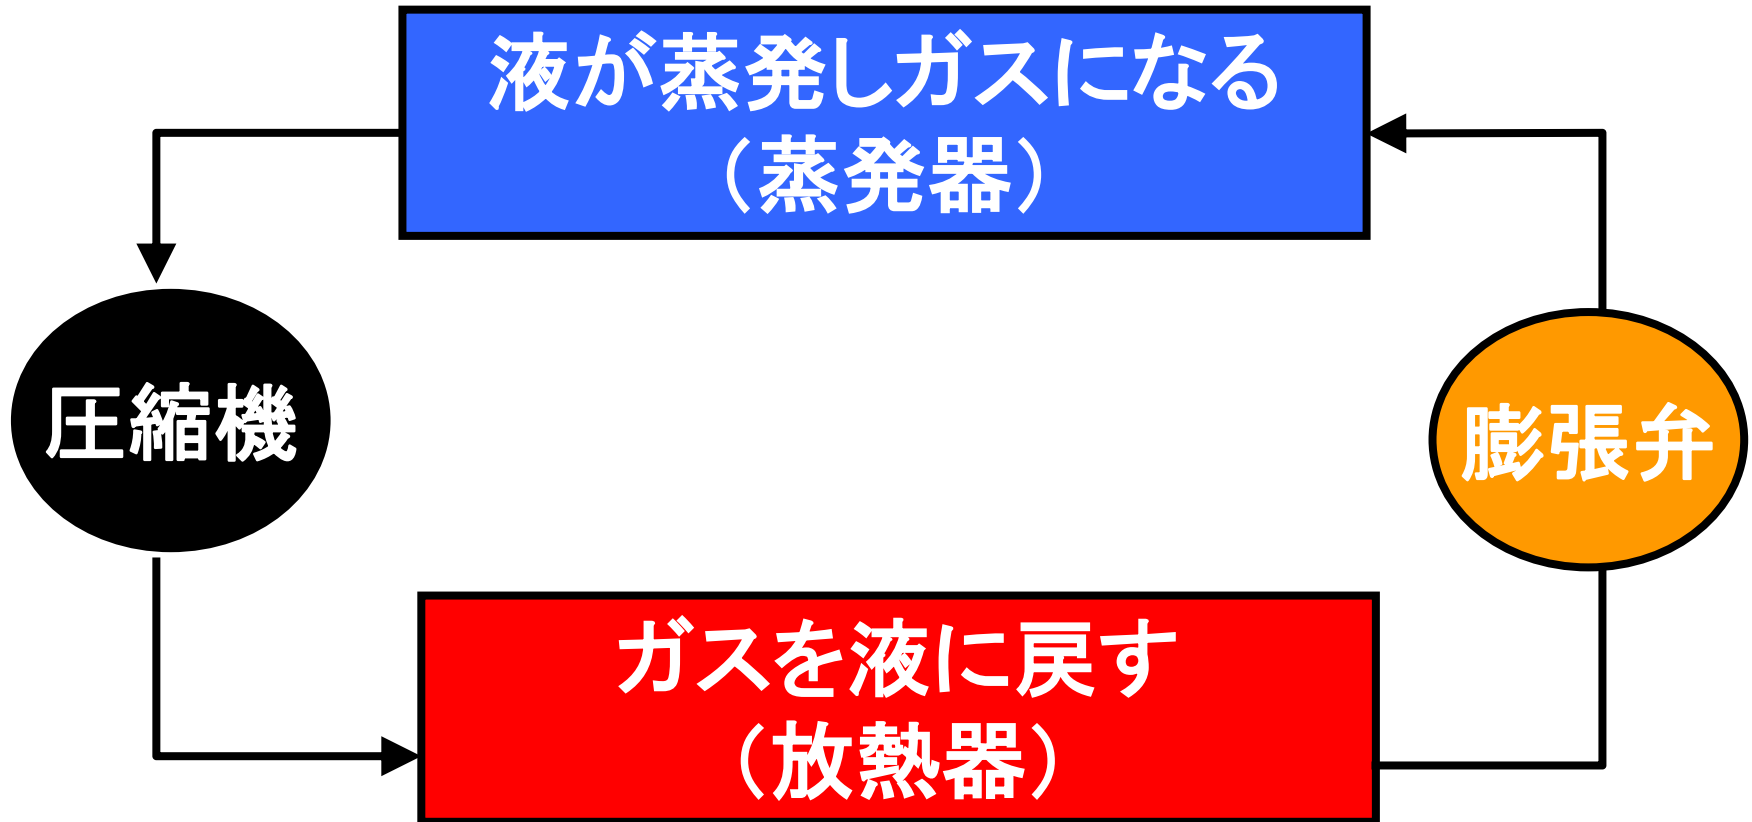 液が蒸発しガスになる
（蒸発器）
圧縮機
膨張弁
ガスを液に戻す
（放熱器）